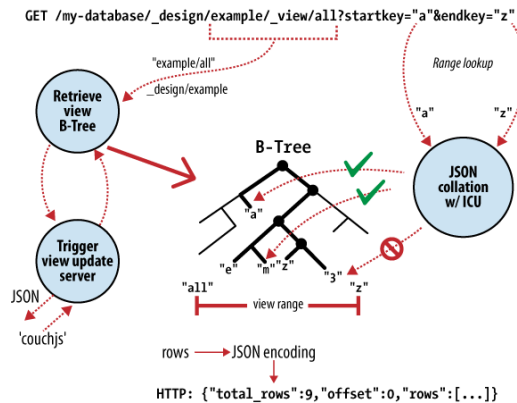 GET /my-database/_design/example/_view/all?startkey="a"&endkey="z"
"example/all"
_design/example
Range lookup
"a"
"z"
Retrieve
view
B-Tree
B-Tree
JSON
collation
w/ ICU
"a"
Trigger
view update
server
"e"
"m"
"z"
"3"
JSON
'couchjs'
"all"
view range
"z"
rows
JSON encoding
HTTP: {"total_rows":9,"offset":0,"rows":[...]}